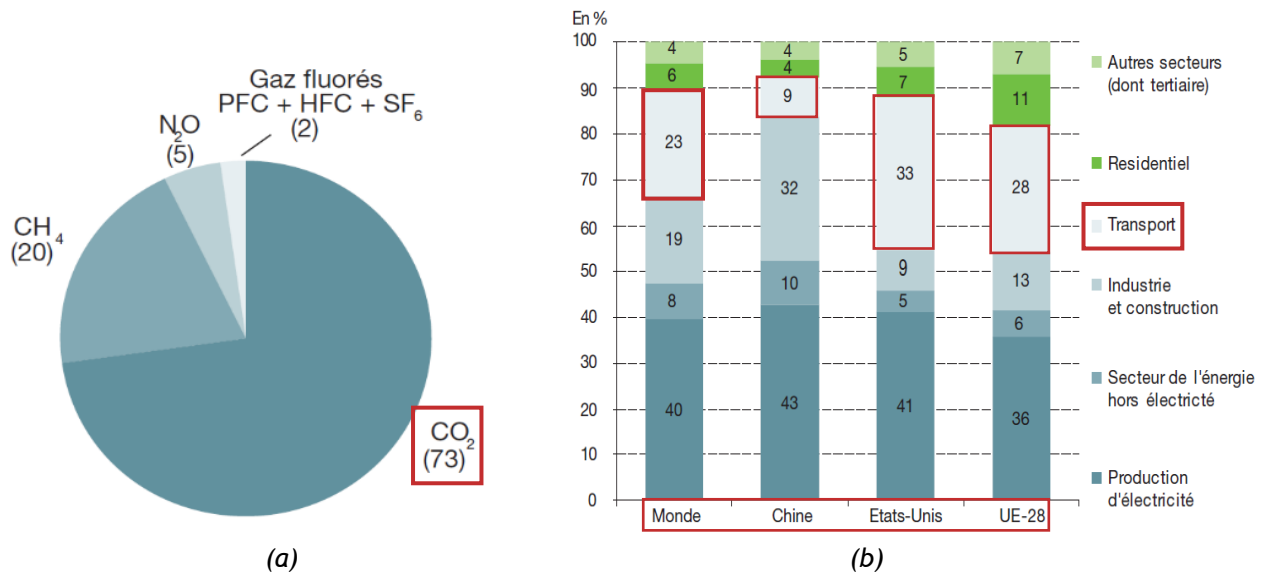 Gaz fluorés
PFC + HFC + SF6
(2)
N2O
(5)
CH4
(20)
CO2
(73)
(a)
En %
100
90
80
70
60
50
40
30
20
10
0
4
6
23
19
8
40
4
4
9
32
10
43
5
7
33
9
5
41
7
11
28
13
6
36
Monde
Chine
Etats-Unis
UE-28
Autres secteurs
(dont tertiaire)
Residentiel
Transport
Industrie
et construction
Secteur de l'énergie
hors électricté
Production
d'électricité
(b)